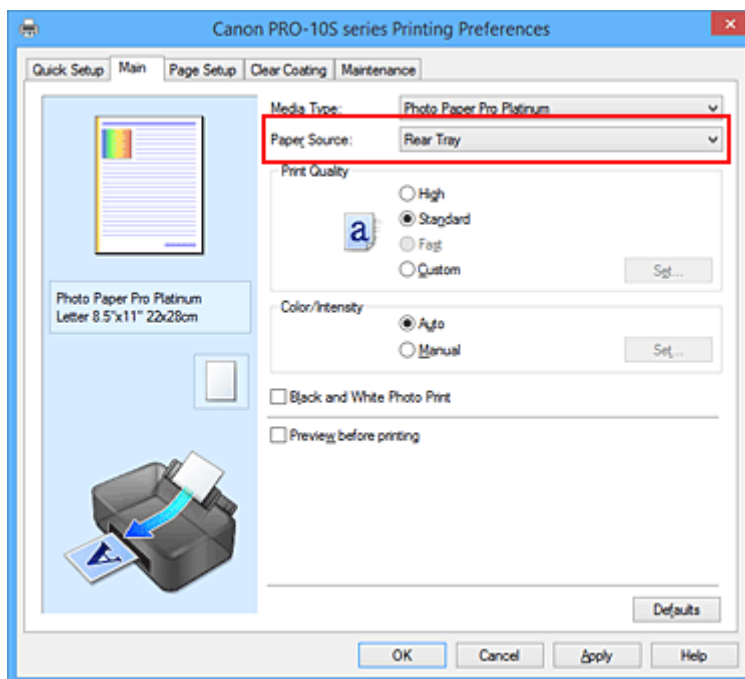 Canon PRO-10S series Printing Preferences
Quick Setup Main Page Setup Clear Coating Maintenance
Media Type: Photo Paper Pro Platinum
Paper Source: Rear Tray
Print Quality
High
Standard
Fast
Custom Set...
Photo Paper Pro Platinum
Letter 8.5"x11" 22x28cm
Color/Intensity
Auto
Manual Set...
Black and White Photo Print
Preview before printing
Defaults
OK Cancel Apply Help
a
A